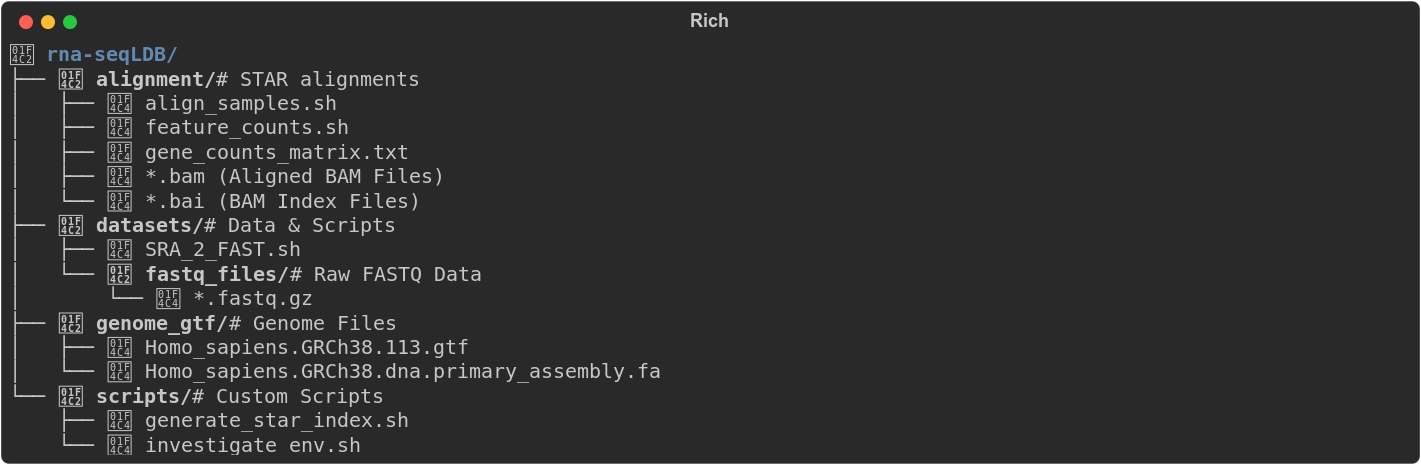 Rich
📂 rna-seqLDB/
├── 📂 alignment/# STAR alignments
│   ├── 📄 align_samples.sh
│   ├── 📄 feature_counts.sh
│   ├── 📄 gene_counts_matrix.txt
│   ├── 📄 *.bam (Aligned BAM Files)
│   └── 📄 *.bai (BAM Index Files)
├── 📂 datasets/# Data & Scripts
│   ├── 📄 SRA_2_FAST.sh
│   └── 📂 fastq_files/# Raw FASTQ Data
│       └── 📄 *.fastq.gz
├── 📂 genome_gtf/# Genome Files
│   ├── 📄 Homo_sapiens.GRCh38.113.gtf
│   └── 📄 Homo_sapiens.GRCh38.dna.primary_assembly.fa
└── 📂 scripts/# Custom Scripts
    ├── 📄 generate_star_index.sh
    └── 📄 investigate env.sh